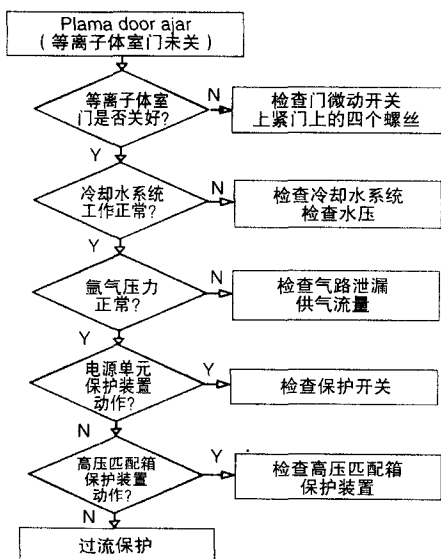 Plama door ajar
(等离子体室门未关)
等离子体室
门是否关好?
N
检查门微动开关
上紧门上的四个螺丝
Y
冷却水系统
工作正常?
N
检查冷却水系统
检查水压
Y
氩气压力
正常?
N
检查气路泄漏
供气流量
Y
电源单元
保护装置
动作?
Y
检查保护开关
N
高压匹配箱
保护装置
动作?
Y
检查高压匹配箱
保护装置
N
过流保护